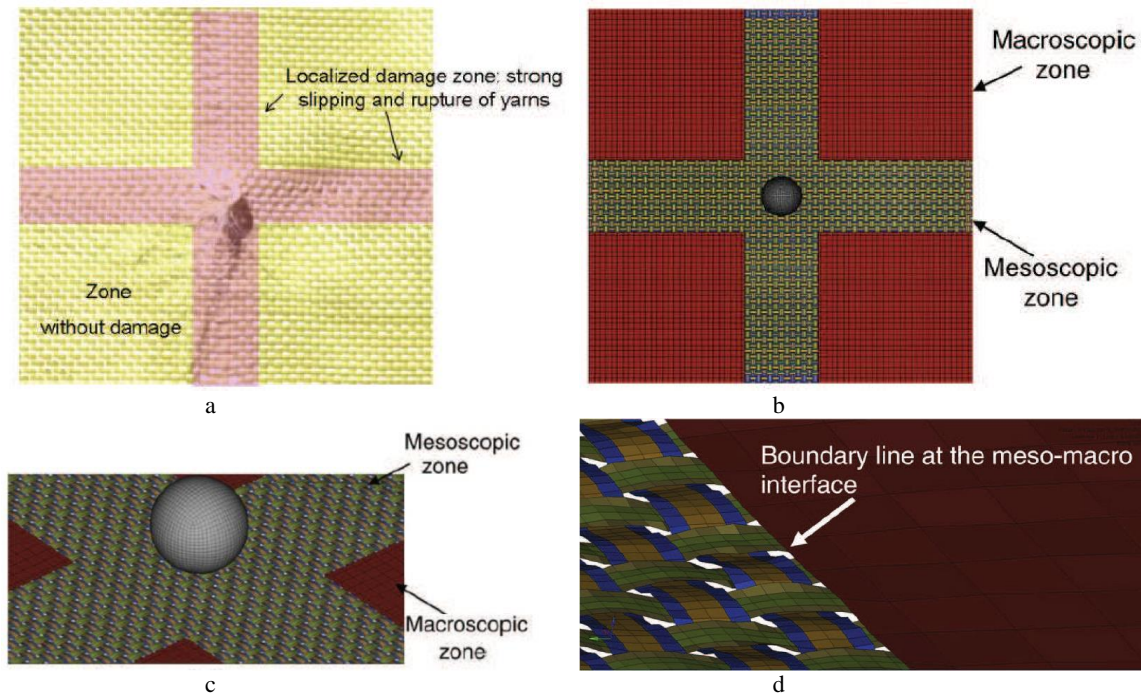 Localized damage zone: strong
slipping and rupture of yarns
Zone
without damage
a
Macroscopic
zone
Mesoscopic
zone
b
Mesoscopic
zone
Macroscopic
zone
c
Boundary line at the meso-macro
interface
d